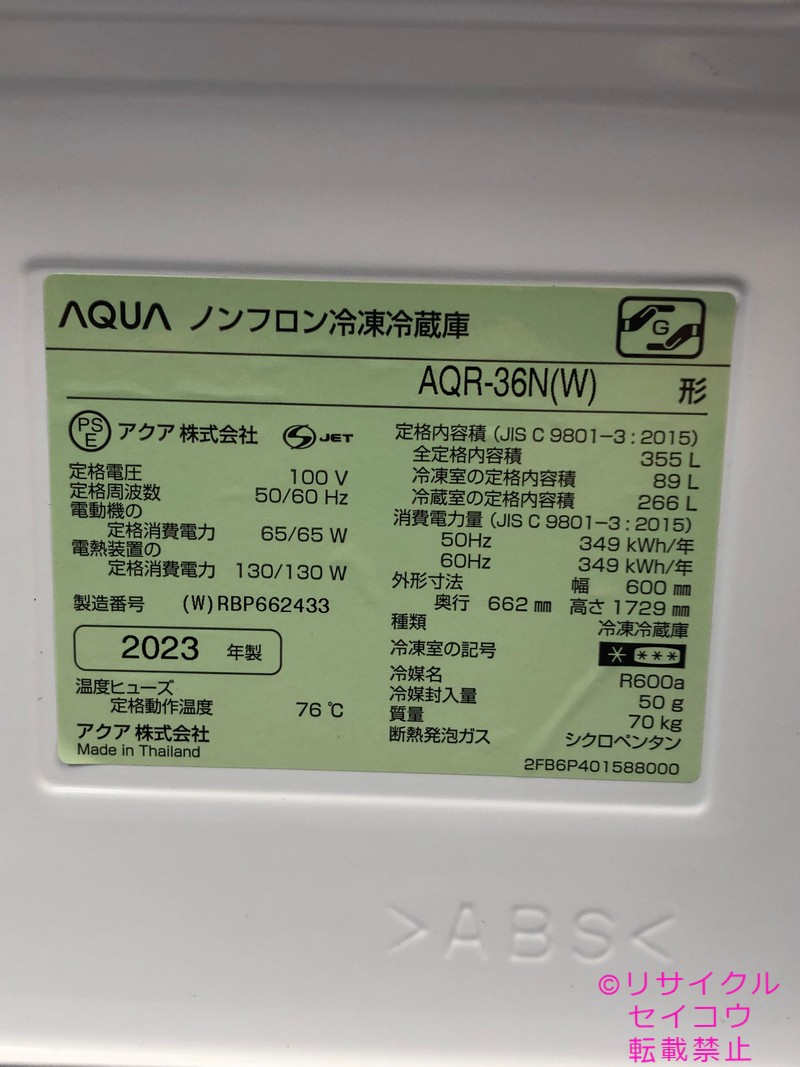 AQUA ノンフロン冷凍冷蔵庫
G
AQR-36N(W) 形
PSE アクア 株式会社 JET
定格電圧 100 V
定格周波数 50/60 Hz
電動機の
定格消費電力 65/65 W
電熱装置の
定格消費電力 130/130 W
製造番号 (W) RBP662433
2023 年製
温度ヒューズ
定格動作温度 76 ℃
アクア 株式会社
Made in Thailand
定格内容積 (JIS C 9801-3 : 2015)
全定格内容積 355 L
冷凍室の定格内容積 89 L
冷蔵室の定格内容積 266 L
消費電力量 (JIS C 9801-3 : 2015)
50Hz 349 kWh/年
60Hz 349 kWh/年
外形寸法 幅 600 ㎜
奥行 662 ㎜ 高さ 1729 ㎜
種類 冷凍冷蔵庫
冷凍室の記号 * ***
冷媒名 R600a
冷媒封入量 50 g
質量 70 kg
断熱発泡ガス シクロペンタン
2FB6P401588000
>ABS<
©リサイクル
セイコウ
転載禁止